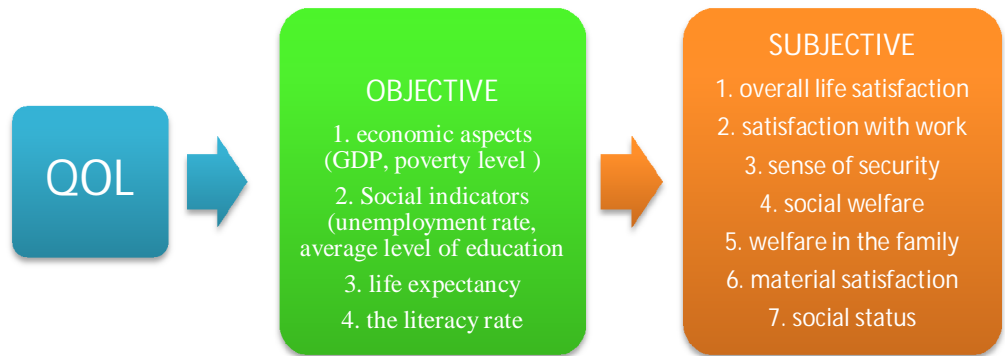 QOL
OBJECTIVE
1. economic aspects
(GDP, poverty level )
2. Social indicators
(unemployment rate,
average level of education
3. life expectancy
4. the literacy rate
SUBJECTIVE
1. overall life satisfaction
2. satisfaction with work
3. sense of security
4. social welfare
5. welfare in the family
6. material satisfaction
7. social status